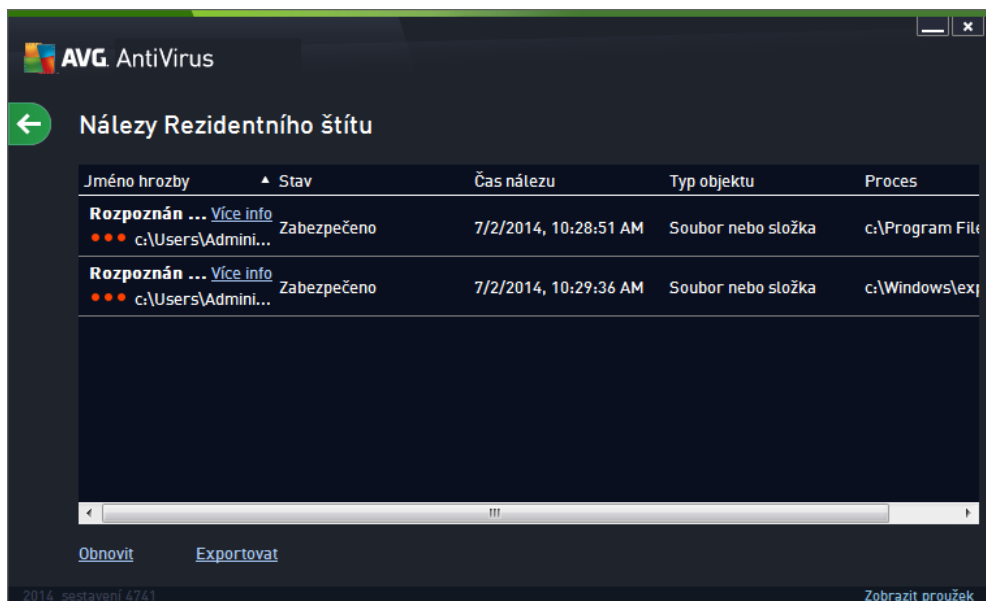 AVG. AntiVirus
Nálezy Rezidentního štítu
Jméno hrozby Stav Čas nálezu Typ objektu Proces
Rozpoznán ... Více info
c:\Users\Admini... Zabezpečeno 7/2/2014, 10:28:51 AM Soubor nebo složka c:\Program File
Rozpoznán ... Více info
c:\Users\Admini... Zabezpečeno 7/2/2014, 10:29:36 AM Soubor nebo složka c:\Windows\exp
Obnovit Exportovat
2014 sestavení 4741 Zobrazit proužek